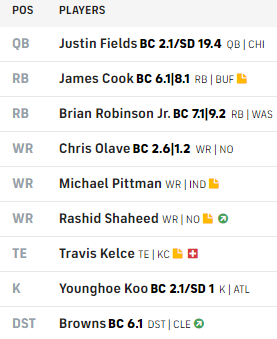 POS PLAYERS
QB Justin Fields BC 2.1/SD 19.4 QB | CHI
RB James Cook BC 6.1|8.1 RB | BUF
RB Brian Robinson Jr. BC 7.1|9.2 RB | WAS
WR Chris Olave BC 2.6|1.2 WR | NO
WR Michael Pittman WR | IND
WR Rashid Shaheed WR | NO
TE Travis Kelce TE | KC
K Younghoe Koo BC 2.1/SD 1 K | ATL
DST Browns BC 6.1 DST | CLE